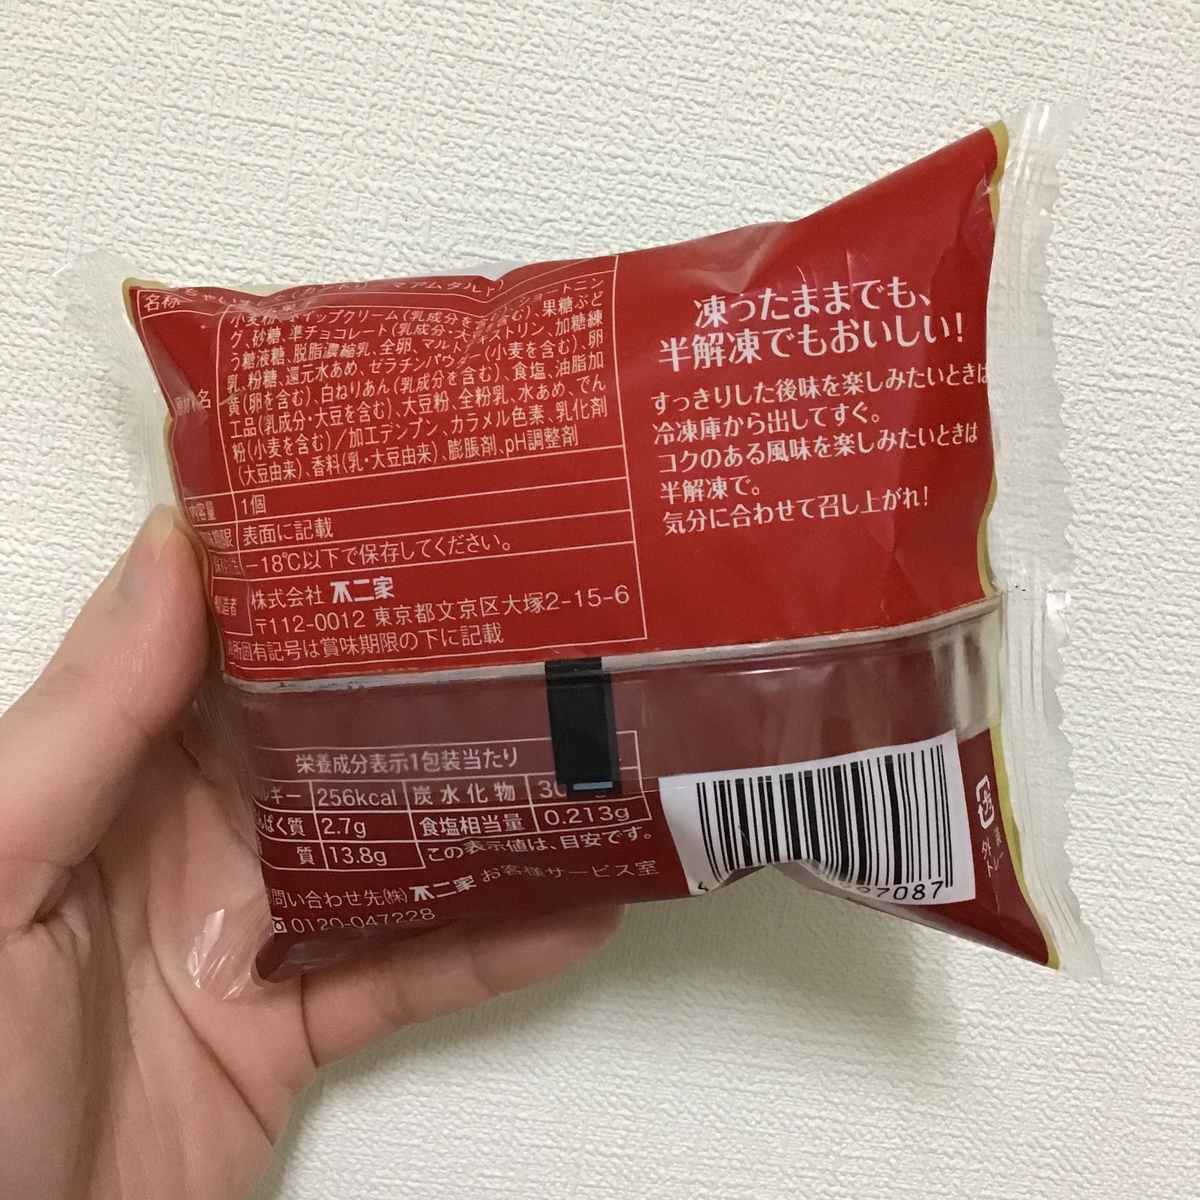 名称
小麦粉、ホイップクリーム(乳成分を含む)、ショートニン
グ、砂糖、準チョコレート(乳成分・大豆を含む)、果糖ぶど
う糖液糖、脱脂濃縮乳、全卵、マルトデキストリン、加糖練
乳、粉糖、還元水あめ、ゼラチンパウダー(小麦を含む)、卵
黄(卵を含む)、白ねりあん(乳成分を含む)、食塩、油脂加
工品(乳成分・大豆を含む)、大豆粉、全粉乳、水あめ、でん
粉(小麦を含む)/加工デンプン、カラメル色素、乳化剤
(大豆由来)、香料(乳・大豆由来)、膨脹剤、pH調整剤
内容量 1個
期限 表面に記載
-18℃以下で保存してください。
製造者 株式会社 不二家
〒112-0012 東京都文京区大塚2-15-6
所固有記号は賞味期限の下に記載
凍ったままでも、
半解凍でもおいしい!
すっきりした後味を楽しみたいときは
冷凍庫から出してすぐ。
コクのある風味を楽しみたいときは
半解凍で。
気分に合わせて召し上がれ!
栄養成分表示1包装当たり
ルギー 256kcal 炭水化物
んぱく質 2.7g 食塩相当量 0.213g
質 13.8g この表示値は、目安です。
問い合わせ先㈱不二家 お客様サービス室
0120-047228
97087
外装
トレー